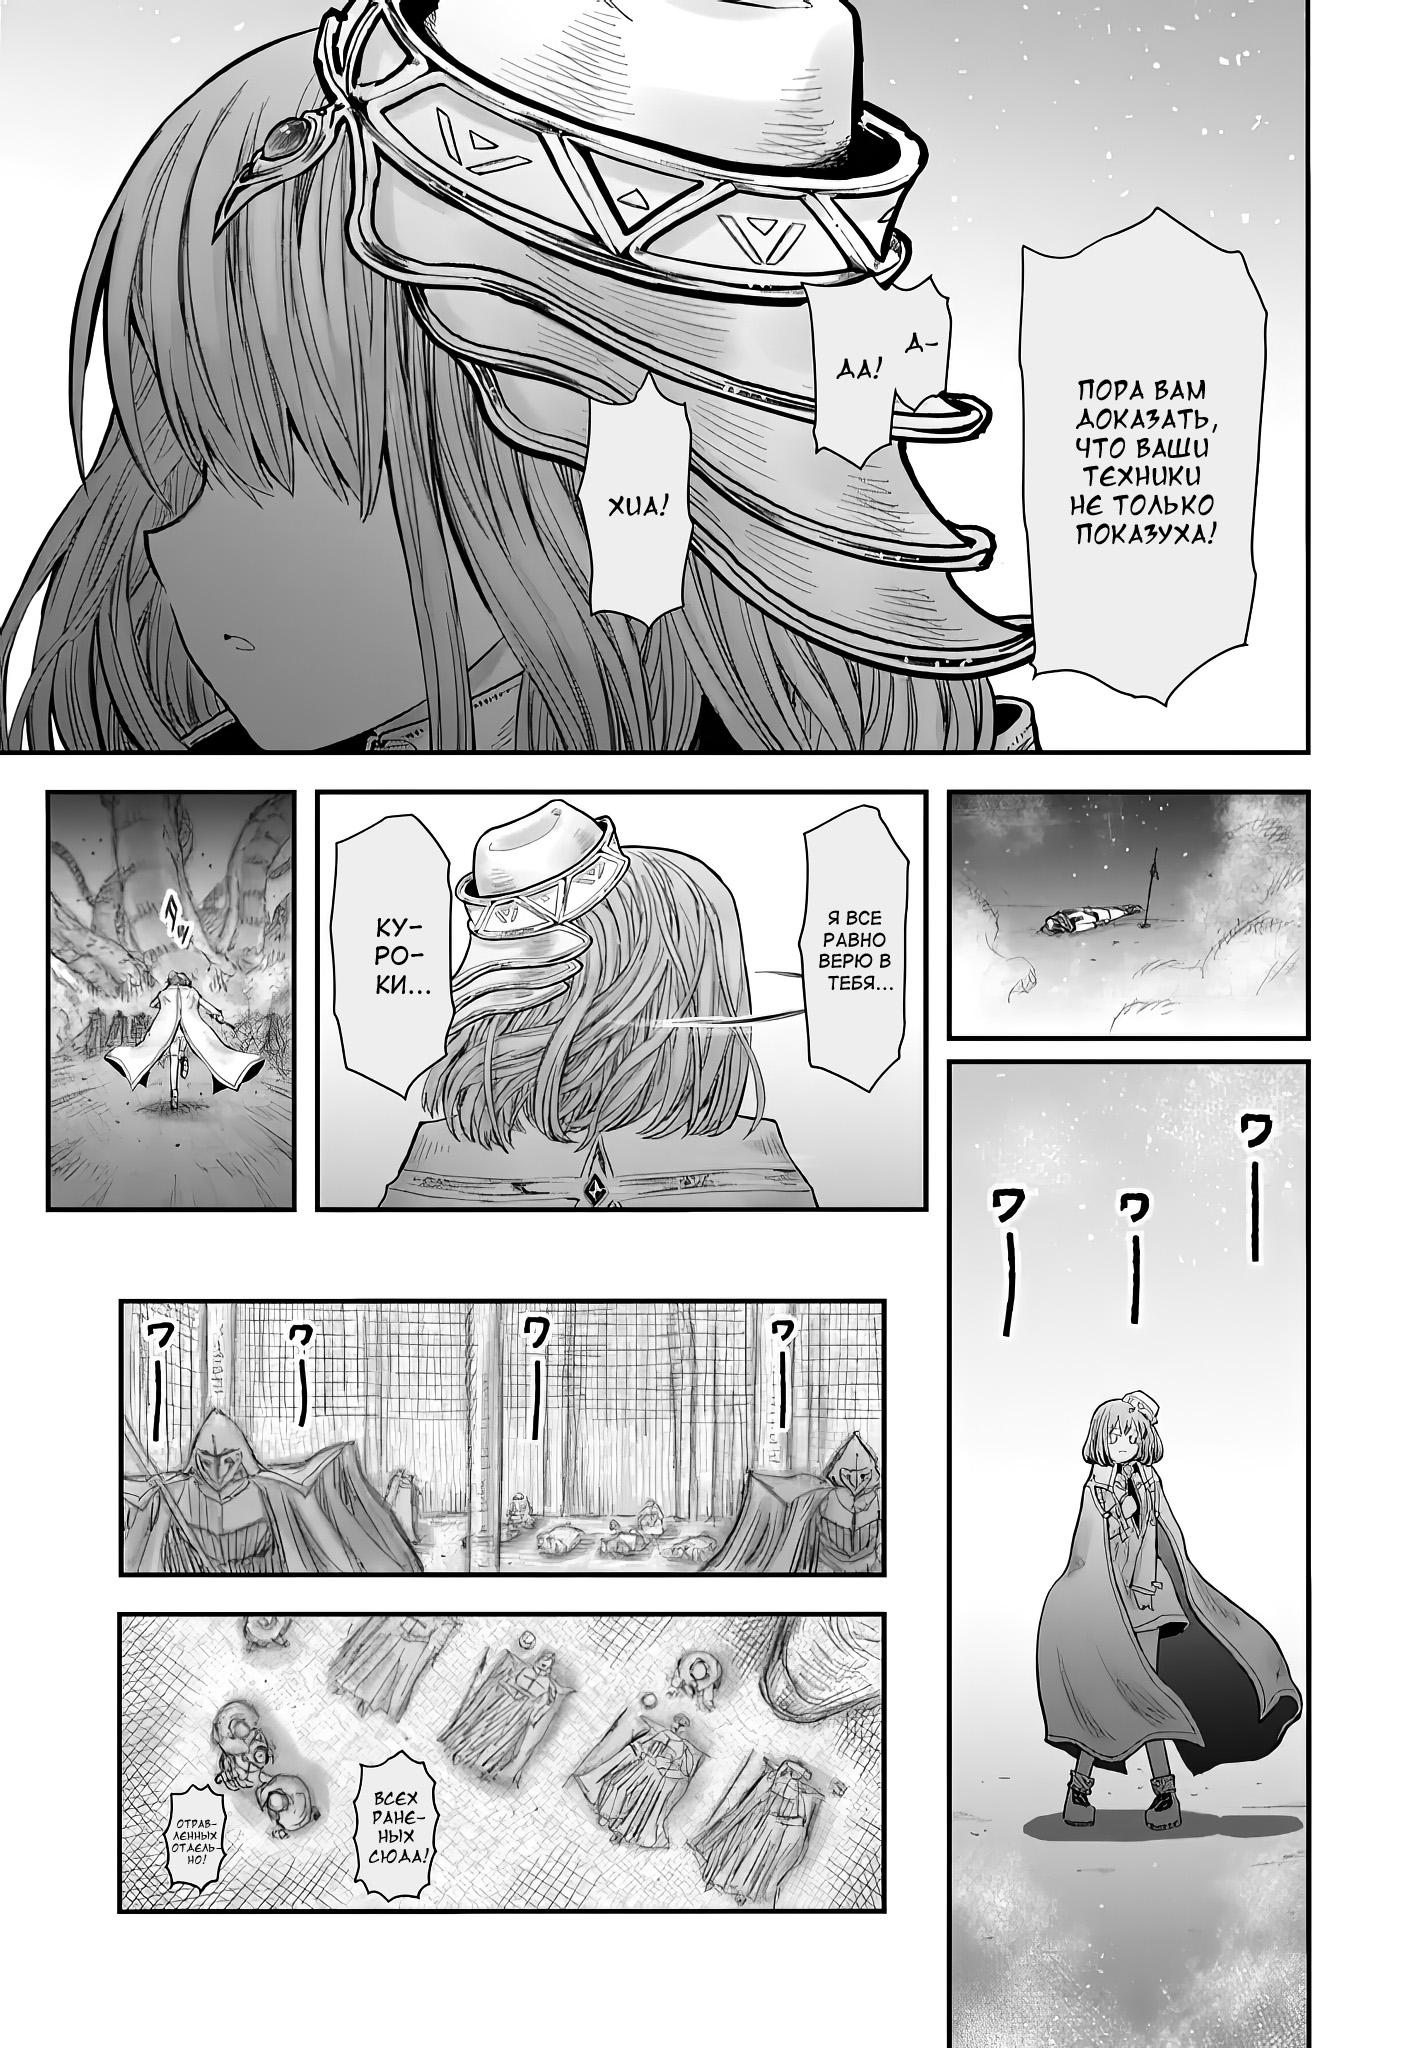 ПОРА ВАМ
ДОКАЗАТЬ,
ЧТО ВАШИ
ТЕХНИКИ
НЕ ТОЛЬКО
ПОКАЗУХА!
Д-
ДА!
ХИД!
Я ВСЕ
РАВНО
ВЕРЮ В
ТЕБЯ...
КУ-
РО-
КИ...
ワー
ワー
ワー
ワー
ワー
ワー
ワー
ВСЕХ
РАНЕ-
НЫХ
СЮДА!
ОТРАВ-
ЛЕННЫХ
ОТДЕЛЬ-
НО!